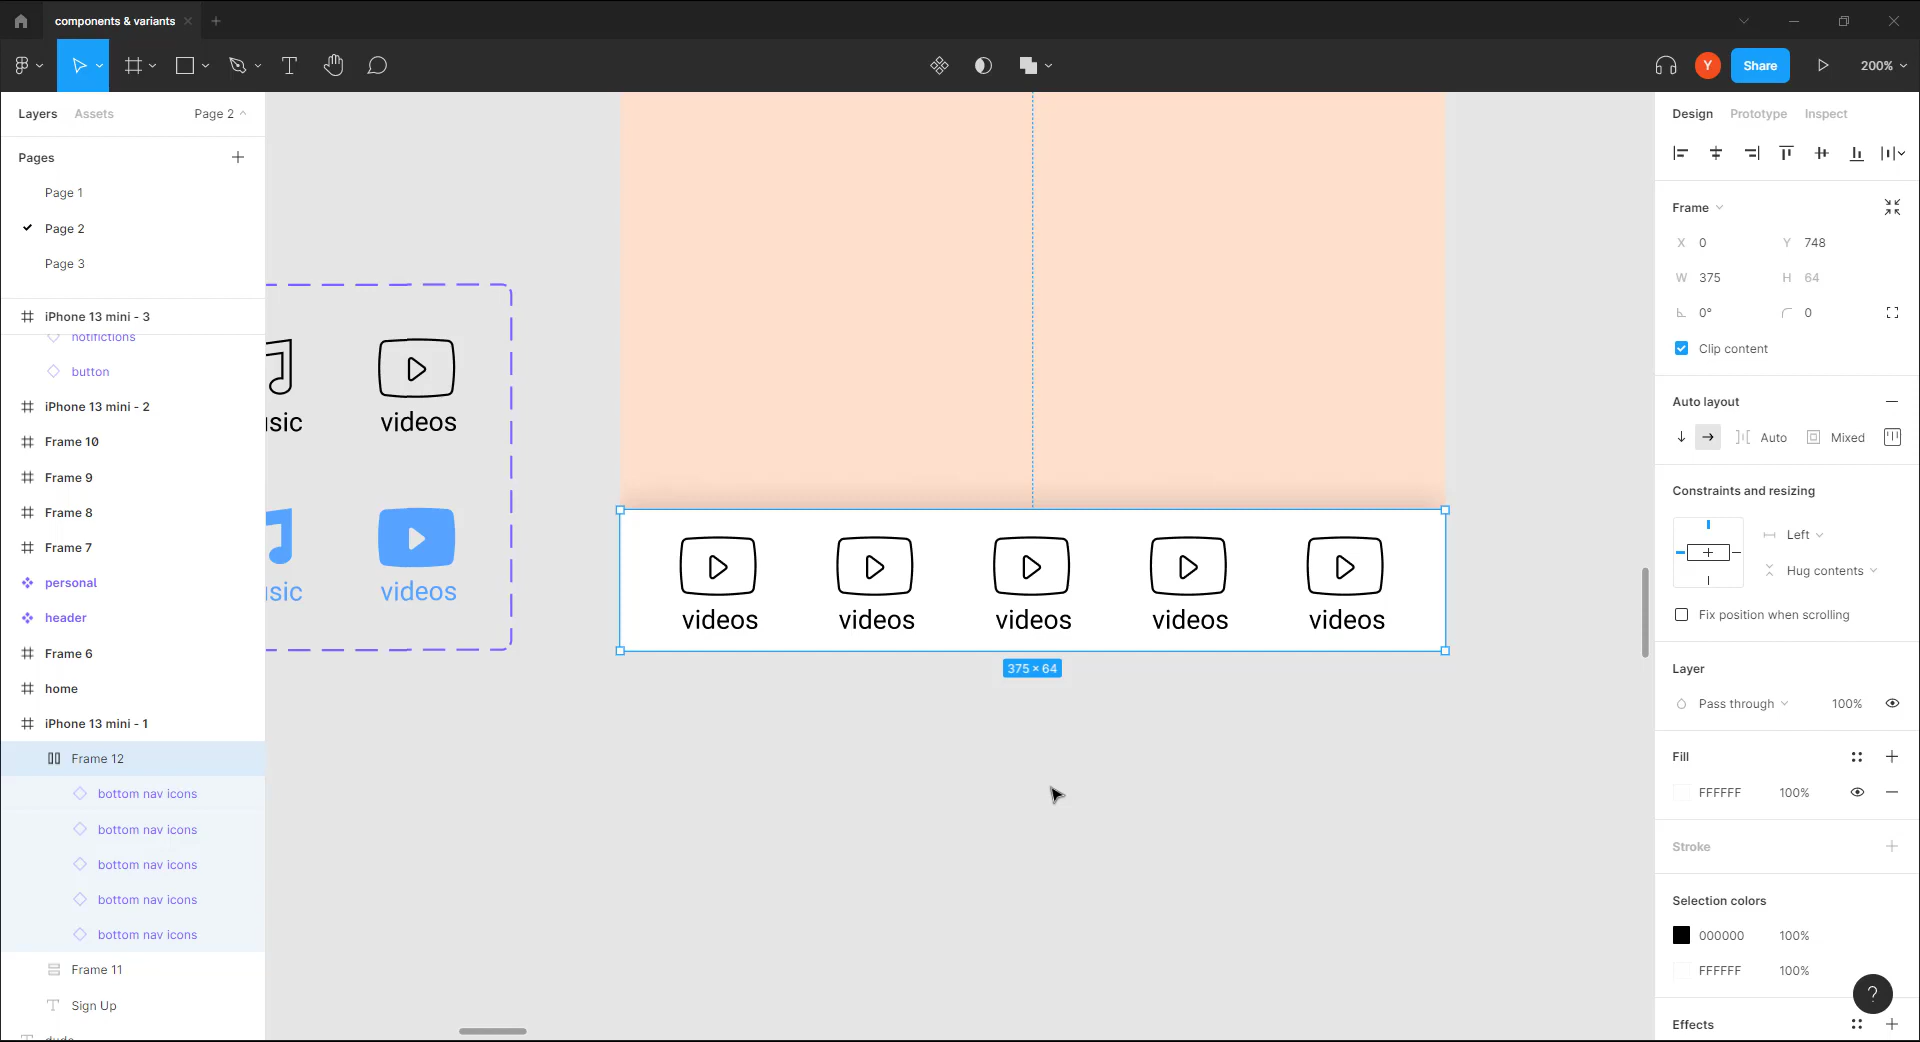 components & variants
Share
200%
Layers Assets Page 2
Pages
Page 1
Page 2
Page 3
iPhone 13 mini - 3
notifictions
button
iPhone 13 mini - 2
Frame 10
Frame 9
Frame 8
Frame 7
personal
header
Frame 6
home
iPhone 13 mini - 1
Frame 12
bottom nav icons
bottom nav icons
bottom nav icons
bottom nav icons
bottom nav icons
Frame 11
Sign Up
usic videos
usic videos
videos videos videos videos videos
375 × 64
Y
Design Prototype Inspect
Frame
X 0 Y 748
W 375 H 64
0° 0
Clip content
Auto layout
Auto Mixed
Constraints and resizing
Left
Hug contents
Fix position when scrolling
Layer
Pass through 100%
Fill
FFFFFF 100%
Stroke
Selection colors
000000 100%
FFFFFF 100%
?
Effects